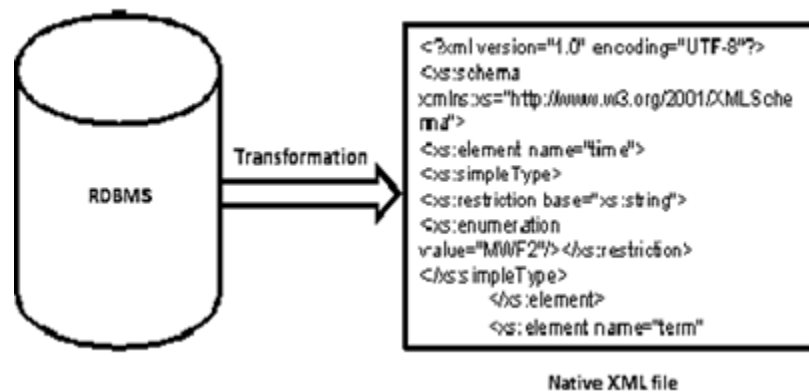 RDBMS
Transformation
<?xml version="1.0" encoding="UTF-8"?>
<xs:schema
xmlns:xs="http://www.w3.org/2001/XMLSche
ma">
<xs:element name="time">
<xs:simpleType>
<xs:restriction base="xs:string">
<xs:enumeration
value="MWF2"/></xs:restriction>
</xs:simpleType>
</xs:element>
<xs:element name="term"
Native XML file